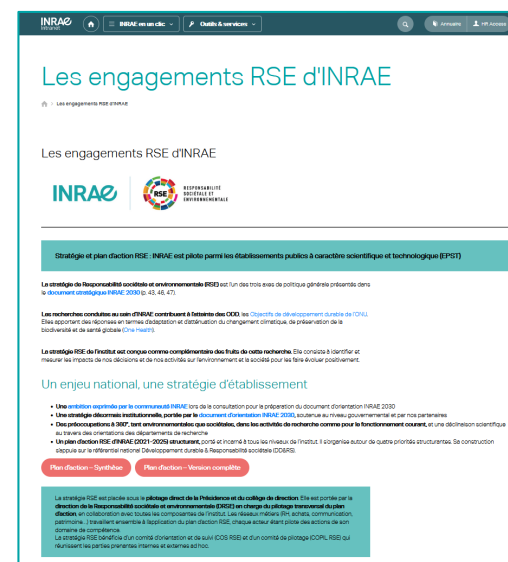 INRAE
intranet
INRAE en un clic
Outils & services
Annuaire
HR Access
Les engagements RSE d'INRAE
Les engagements RSE d'INRAE
Les engagements RSE d'INRAE
INRAE
RSE
RESPONSABILITÉ
SOCIÉTALE ET
ENVIRONNEMENTALE
Stratégie et plan d'action RSE : INRAE est pilote parmi les établissements publics à caractère scientifique et technologique (EPST)
La stratégie de Responsabilité sociétale et environnementale (RSE) est l'un des trois axes de politique générale présentés dans
le document stratégique INRAE 2030 (p. 43, 46, 47).
Les recherches conduites au sein d'INRAE contribuent à l'atteinte des ODD, les Objectifs de développement durable de l'ONU.
Elles apportent des réponses en termes d'adaptation et d'atténuation du changement climatique, de préservation de la
biodiversité et de santé globale (One Health).
La stratégie RSE de l'institut est conçue comme complémentaire des fruits de cette recherche. Elle consiste à identifier et
mesurer les impacts de nos décisions et de nos activités sur l'environnement et la société pour les faire évoluer positivement.
Un enjeu national, une stratégie d'établissement
• Une ambition exprimée par la communauté INRAE lors de la consultation pour la préparation du document d'orientation INRAE 2030
• Une stratégie désormais institutionnelle, portée par le document d'orientation INRAE 2030, soutenue au niveau gouvernemental et par nos partenaires
• Des préoccupations à 360°, tant environnementales que sociétales, dans les activités de recherche comme pour le fonctionnement courant, et une déclinaison scientifique
au travers des orientations des départements de recherche
• Un plan d'action RSE d'INRAE (2021-2025) structurant, porté et incarné à tous les niveaux de l'institut. Il s'organise autour de quatre priorités structurantes. Sa construction
s'appuie sur le référentiel national Développement durable & Responsabilité sociétale (DD&RS).
Plan d'action – Synthèse
Plan d'action – Version complète
La stratégie RSE est placée sous le pilotage direct de la Présidence et du collège de direction. Elle est portée par la
direction de la Responsabilité sociétale et environnementale (DRSE) en charge du pilotage transversal du plan
d'action, en collaboration avec toutes les composantes de l'institut. Les réseaux métiers (RH, achats, communication,
patrimoine...) travaillent ensemble à l'application du plan d'action RSE, chaque acteur étant pilote des actions de son
domaine de compétence.
La stratégie RSE bénéficie d'un comité d'orientation et de suivi (COS RSE) et d'un comité de pilotage (COPIL RSE) qui
réunissent les parties prenantes internes et externes ad hoc.